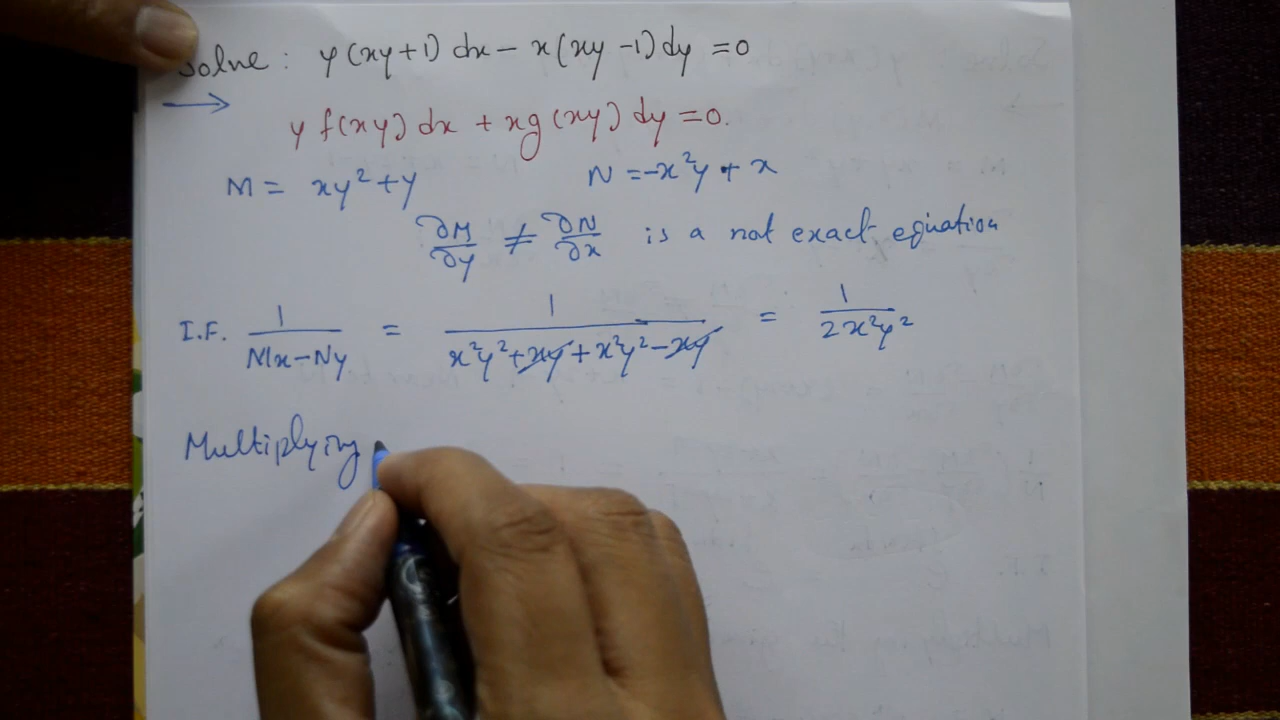 Solve : y(xy+1) dx − x(xy −1) dy = 0
y f(xy) dx + xg(xy) dy = 0.
M = xy² + y    N = −x²y + x
∂M/∂y ≠ ∂N/∂x is a not exact equation
I.F. 1/(Mx−Ny) = 1/(x²y²+xy+x²y²−xy) = 1/(2x²y²)
Multiplying